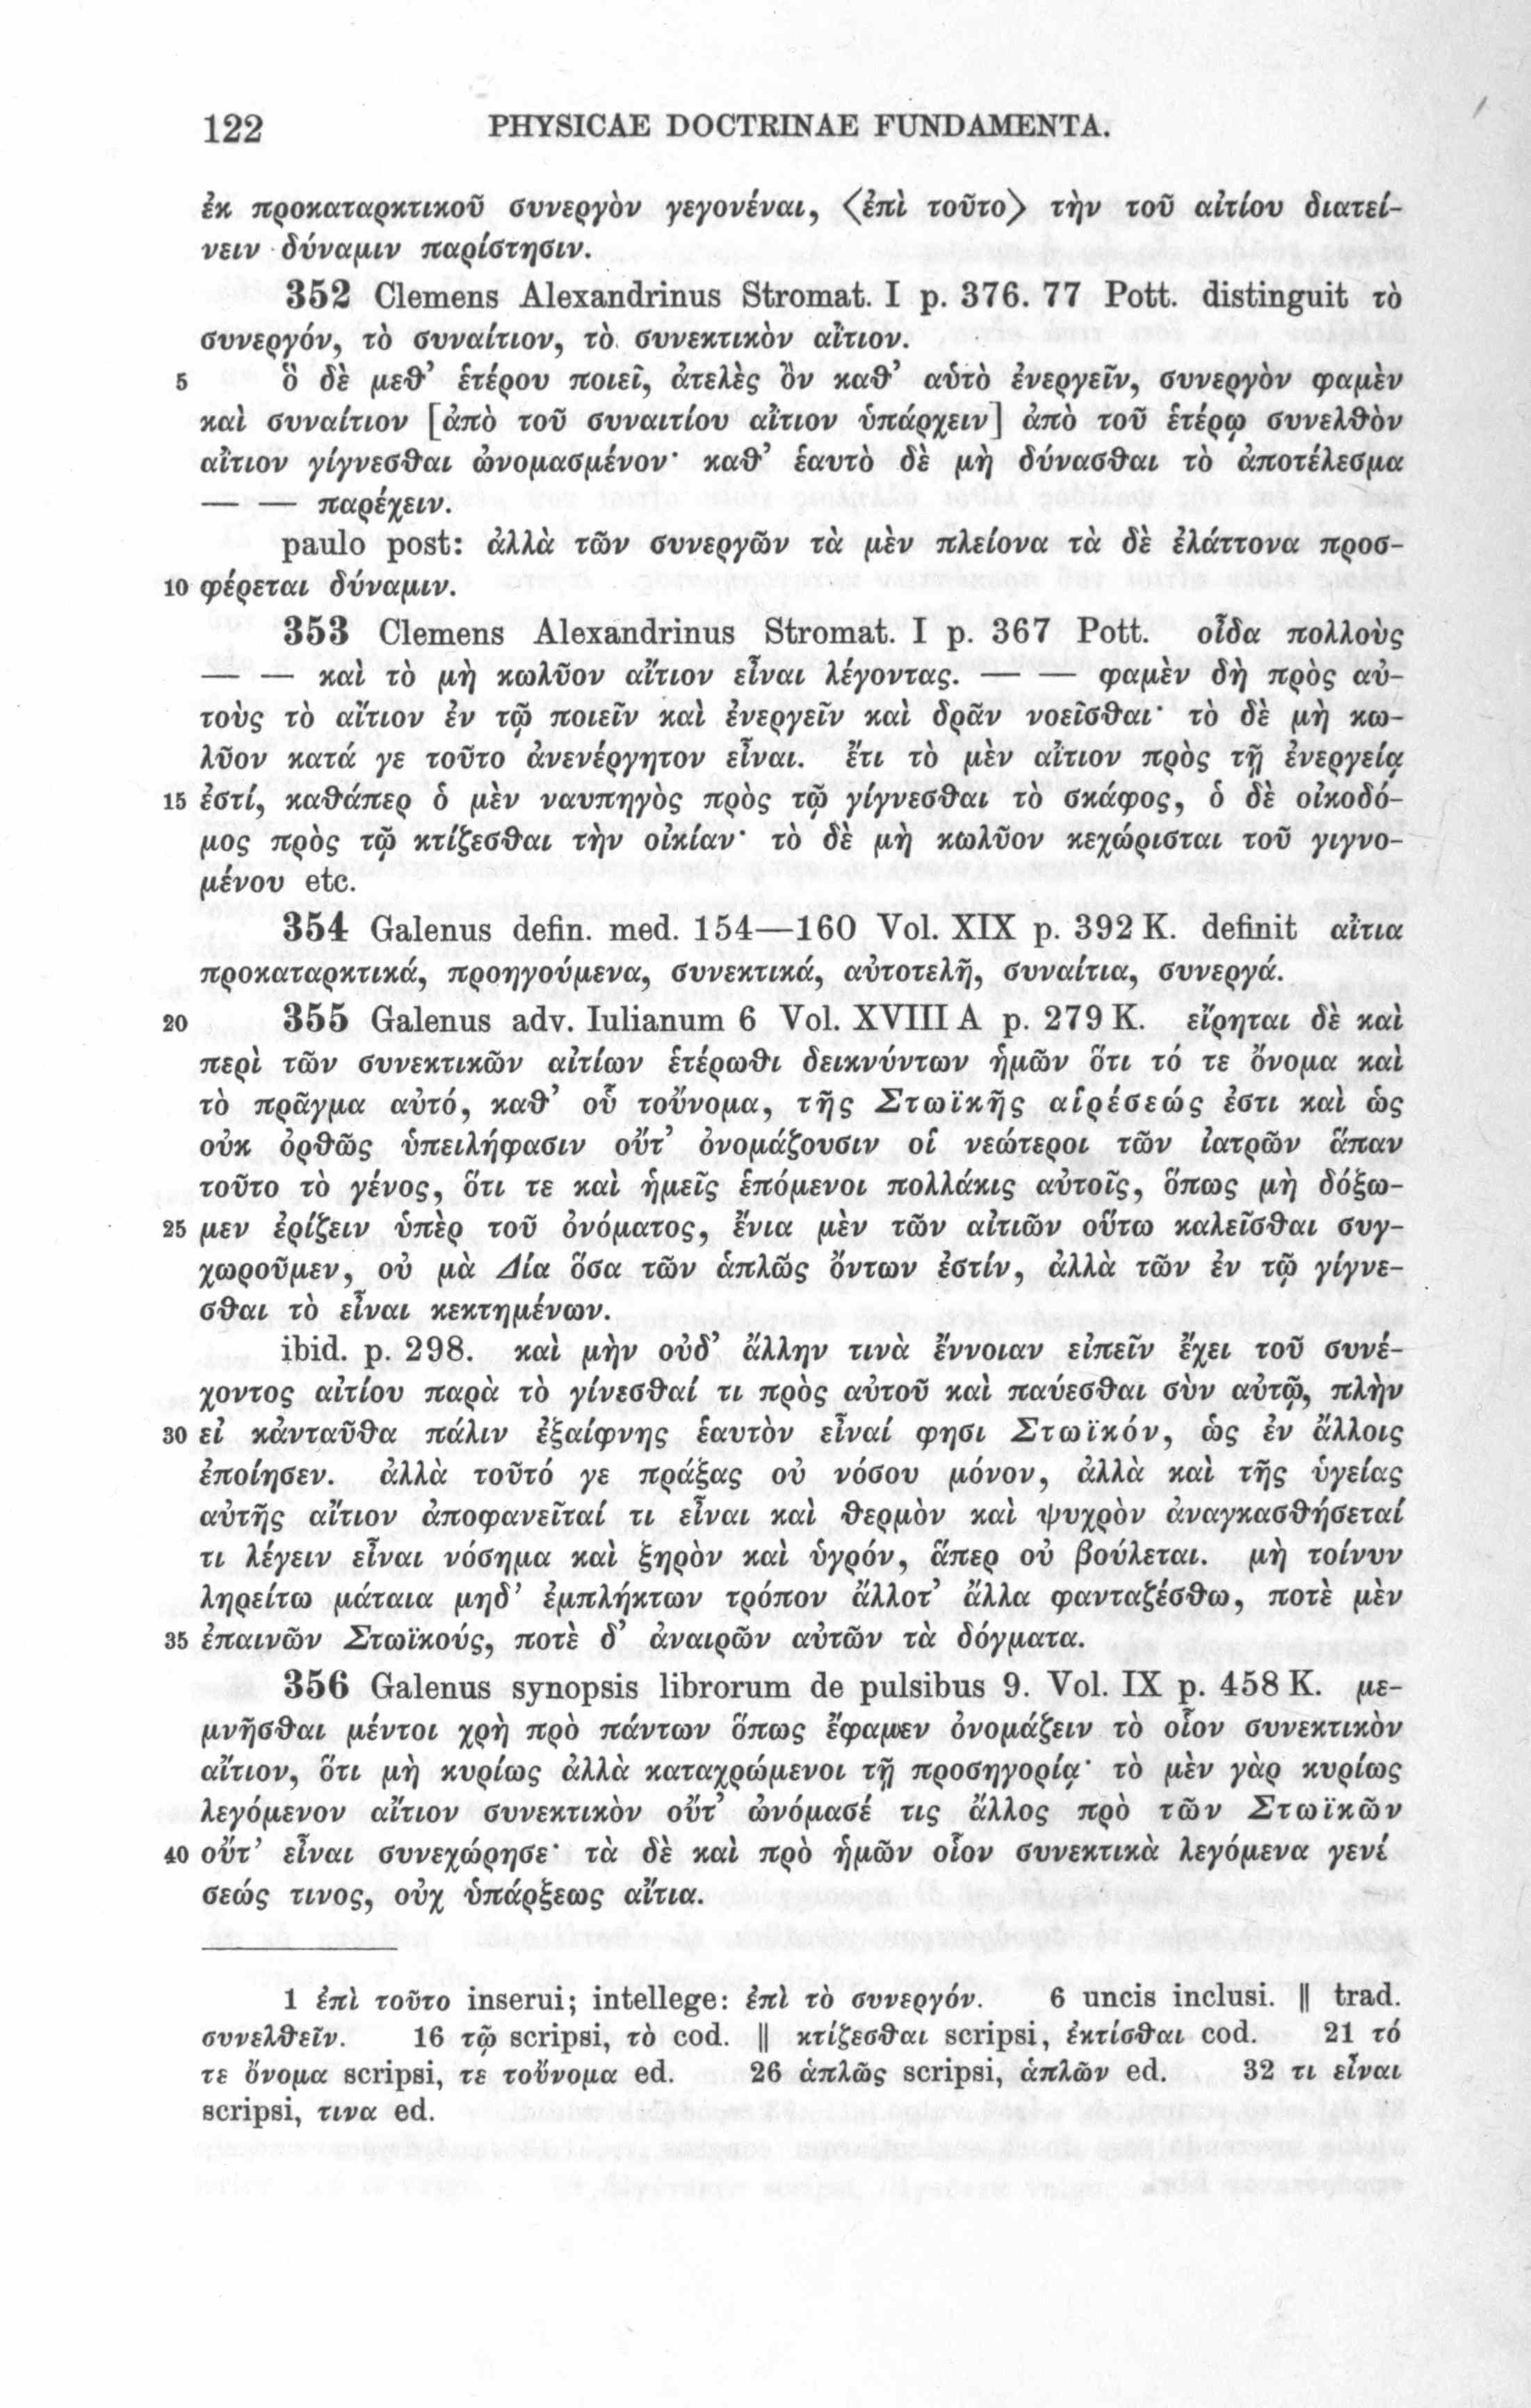 122 PHYSICAE DOCTRINAE FUNDAMENTA.
ἐκ προκαταρκτικοῦ συνεργὸν γεγονέναι, ⟨ἐπὶ τοῦτο⟩ τὴν τοῦ αἰτίου διατεί-
νειν δύναμιν παρίστησιν.
352 Clemens Alexandrinus Stromat. I p. 376. 77 Pott. distinguit τὸ
συνεργόν, τὸ συναίτιον, τὸ συνεκτικὸν αἴτιον.
5 ὃ δὲ μεθ’ ἑτέρου ποιεῖ, ἀτελὲς ὂν καθ’ αὑτὸ ἐνεργεῖν, συνεργὸν φαμὲν
καὶ συναίτιον [ἀπὸ τοῦ συναιτίου αἴτιον ὑπάρχειν] ἀπὸ τοῦ ἑτέρῳ συνελθὸν
αἴτιον γίγνεσθαι ὠνομασμένον· καθ’ ἑαυτὸ δὲ μὴ δύνασθαι τὸ ἀποτέλεσμα
— — παρέχειν.
paulo post: ἀλλὰ τῶν συνεργῶν τὰ μὲν πλείονα τὰ δὲ ἐλάττονα προσ-
10 φέρεται δύναμιν.
353 Clemens Alexandrinus Stromat. I p. 367 Pott. οἶδα πολλοὺς
— — καὶ τὸ μὴ κωλῦον αἴτιον εἶναι λέγοντας. — — φαμὲν δὴ πρὸς αὐ-
τοὺς τὸ αἴτιον ἐν τῷ ποιεῖν καὶ ἐνεργεῖν καὶ δρᾶν νοεῖσθαι· τὸ δὲ μὴ κω-
λῦον κατά γε τοῦτο ἀνενέργητον εἶναι. ἔτι τὸ μὲν αἴτιον πρὸς τῇ ἐνεργείᾳ
15 ἐστί, καθάπερ ὁ μὲν ναυπηγὸς πρὸς τῷ γίγνεσθαι τὸ σκάφος, ὁ δὲ οἰκοδό-
μος πρὸς τῷ κτίζεσθαι τὴν οἰκίαν· τὸ δὲ μὴ κωλῦον κεχώρισται τοῦ γιγνο-
μένου etc.
354 Galenus defin. med. 154—160 Vol. XIX p. 392 K. definit αἴτια
προκαταρκτικά, προηγούμενα, συνεκτικά, αὐτοτελῆ, συναίτια, συνεργά.
20 355 Galenus adv. Iulianum 6 Vol. XVIII A p. 279 K. εἴρηται δὲ καὶ
περὶ τῶν συνεκτικῶν αἰτίων ἑτέρωθι δεικνύντων ἡμῶν ὅτι τό τε ὄνομα καὶ
τὸ πρᾶγμα αὐτό, καθ’ οὗ τοὔνομα, τῆς Στωϊκῆς αἱρέσεώς ἐστι καὶ ὡς
οὐκ ὀρθῶς ὑπειλήφασιν οὔτ’ ὀνομάζουσιν οἱ νεώτεροι τῶν ἰατρῶν ἅπαν
τοῦτο τὸ γένος, ὅτι τε καὶ ἡμεῖς ἑπόμενοι πολλάκις αὐτοῖς, ὅπως μὴ δόξω-
25 μεν ἐρίζειν ὑπὲρ τοῦ ὀνόματος, ἔνια μὲν τῶν αἰτιῶν οὕτω καλεῖσθαι συγ-
χωροῦμεν, οὐ μὰ Δία ὅσα τῶν ἁπλῶς ὄντων ἐστίν, ἀλλὰ τῶν ἐν τῷ γίγνε-
σθαι τὸ εἶναι κεκτημένων.
ibid. p. 298. καὶ μὴν οὐδ’ ἄλλην τινὰ ἔννοιαν εἰπεῖν ἔχει τοῦ συνέ-
χοντος αἰτίου παρὰ τὸ γίνεσθαί τι πρὸς αὐτοῦ καὶ παύεσθαι σὺν αὐτῷ, πλὴν
30 εἰ κἀνταῦθα πάλιν ἐξαίφνης ἑαυτὸν εἶναί φησι Στωϊκόν, ὡς ἐν ἄλλοις
ἐποίησεν. ἀλλὰ τοῦτό γε πράξας οὐ νόσου μόνον, ἀλλὰ καὶ τῆς ὑγείας
αὐτῆς αἴτιον ἀποφανεῖταί τι εἶναι καὶ θερμὸν καὶ ψυχρὸν ἀναγκασθήσεταί
τι λέγειν εἶναι νόσημα καὶ ξηρὸν καὶ ὑγρόν, ἅπερ οὐ βούλεται. μὴ τοίνυν
ληρείτω μάταια μηδ’ ἐμπλήκτων τρόπον ἄλλοτ’ ἄλλα φανταζέσθω, ποτὲ μὲν
35 ἐπαινῶν Στωϊκούς, ποτὲ δ’ ἀναιρῶν αὐτῶν τὰ δόγματα.
356 Galenus synopsis librorum de pulsibus 9. Vol. IX p. 458 K. με-
μνῆσθαι μέντοι χρὴ πρὸ πάντων ὅπως ἔφαμεν ὀνομάζειν τὸ οἷον συνεκτικὸν
αἴτιον, ὅτι μὴ κυρίως ἀλλὰ καταχρώμενοι τῇ προσηγορίᾳ· τὸ μὲν γὰρ κυρίως
λεγόμενον αἴτιον συνεκτικὸν οὔτ’ ὠνόμασέ τις ἄλλος πρὸ τῶν Στωϊκῶν
40 οὔτ’ εἶναι συνεχώρησε· τὰ δὲ καὶ πρὸ ἡμῶν οἷον συνεκτικὰ λεγόμενα γενέ
σεώς τινος, οὐχ ὑπάρξεως αἴτια.
1 ἐπὶ τοῦτο inserui; intellege: ἐπὶ τὸ συνεργόν. 6 uncis inclusi. ‖ trad.
συνελθεῖν. 16 τῷ scripsi, τὸ cod. ‖ κτίζεσθαι scripsi, ἐκτίσθαι cod. 21 τό
τε ὄνομα scripsi, τε τοὔνομα ed. 26 ἁπλῶς scripsi, ἁπλῶν ed. 32 τι εἶναι
scripsi, τινα ed.